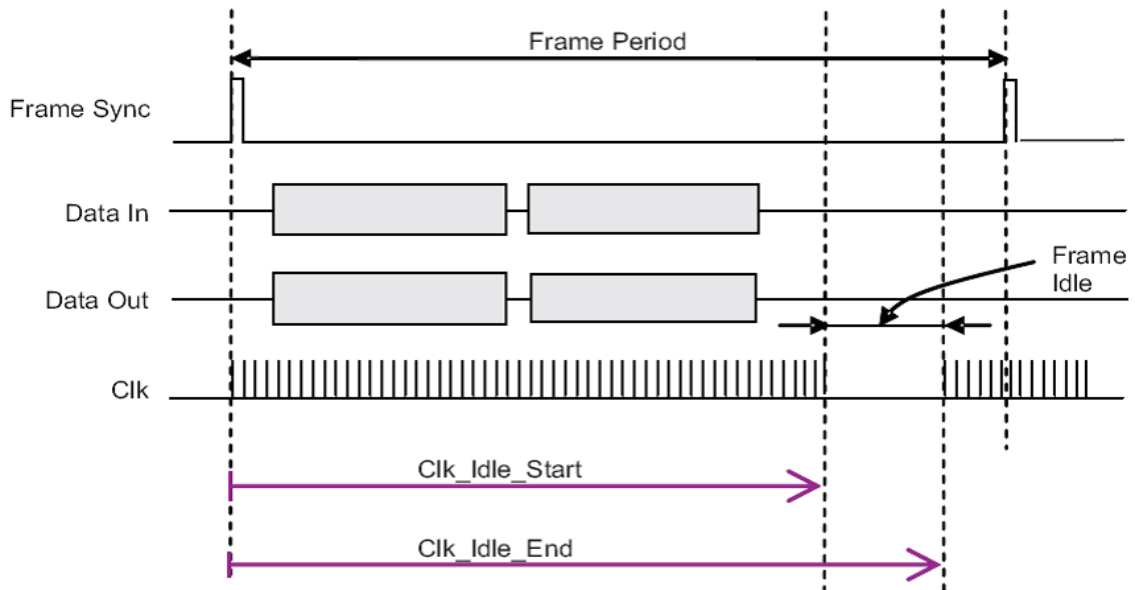 Frame Period
Frame Sync
Data In
Data Out
Frame
Idle
Clk
Clk_Idle_Start
Clk_Idle_End